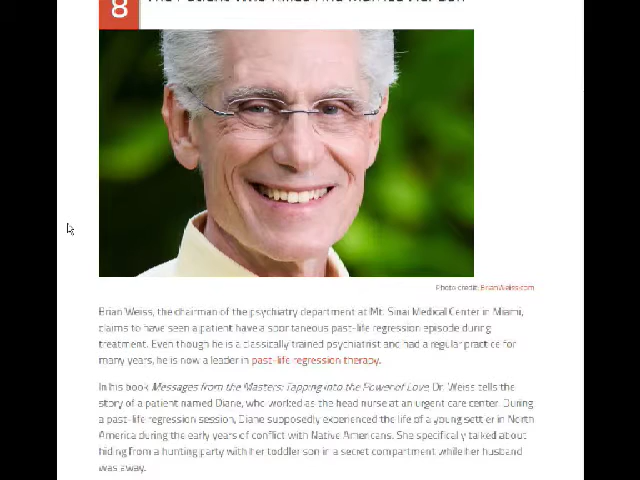 8
Photo credit: BrianWeiss.com
Brian Weiss, the chairman of the psychiatry department at Mt. Sinai Medical Center in Miami,
claims to have seen a patient have a spontaneous past-life regression episode during
treatment. Even though he is a classically trained psychiatrist and had a regular practice for
many years, he is now a leader in past-life regression therapy.
In his book Messages from the Masters: Tapping into the Power of Love, Dr. Weiss tells the
story of a patient named Diane, who worked as the head nurse at an urgent care center. During
a past-life regression session, Diane supposedly experienced the life of a young settler in North
America during the early years of conflict with Native Americans. She specifically talked about
hiding from a hunting party with her toddler son in a secret compartment while her husband
was away.